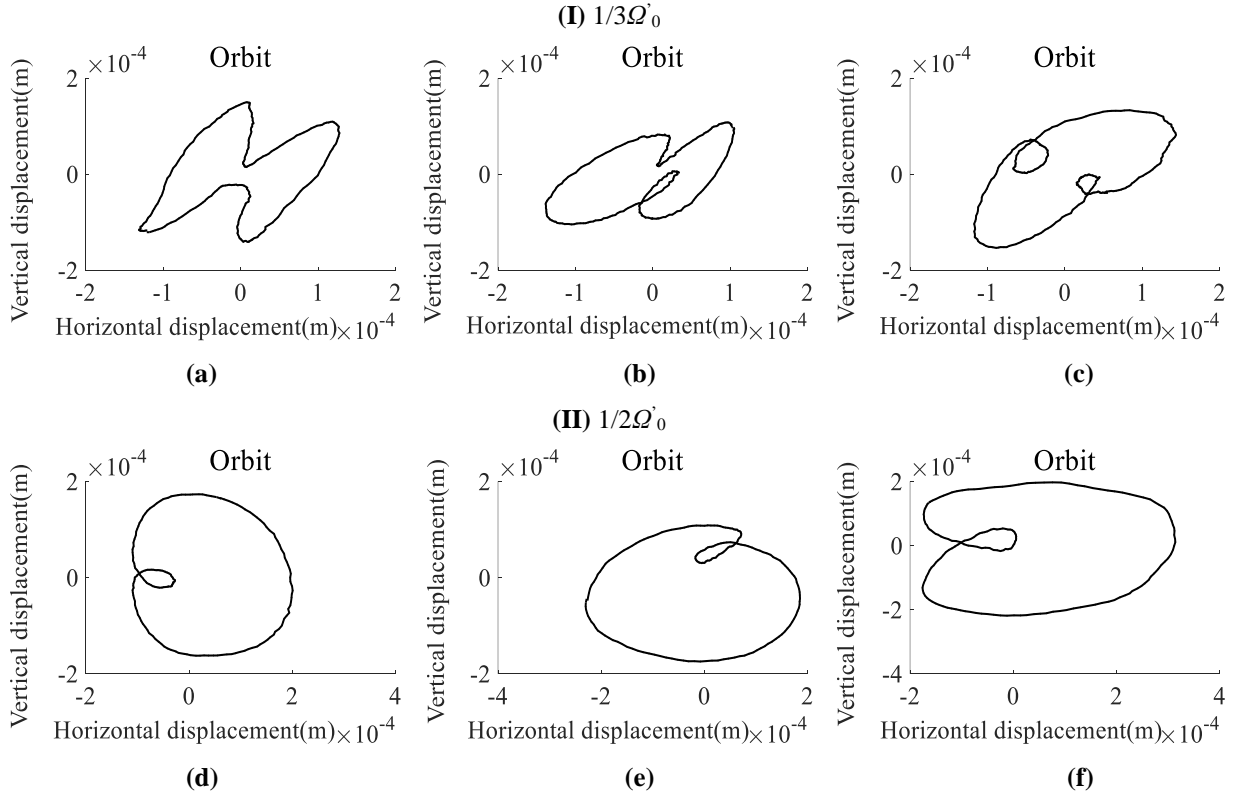 (I) 1/3Ω'0
Orbit Orbit Orbit
×10-4 ×10-4 ×10-4
Vertical displacement(m) Vertical displacement(m) Vertical displacement(m)
2 2 2
0 0 0
-2 -2 -2
-2 -1 0 1 2 -2 -1 0 1 2 -2 -1 0 1 2
Horizontal displacement(m)×10-4 Horizontal displacement(m)×10-4 Horizontal displacement(m)×10-4
(a) (b) (c)
(II) 1/2Ω'0
Orbit Orbit Orbit
×10-4 ×10-4 ×10-4
Vertical displacement(m) Vertical displacement(m) Vertical displacement(m)
2 2 2
0 0 0
-2
-2 -2 -4
-2 0 2 4 -4 -2 0 2 -2 0 2 4
Horizontal displacement(m)×10-4 Horizontal displacement(m)×10-4 Horizontal displacement(m)×10-4
(d) (e) (f)